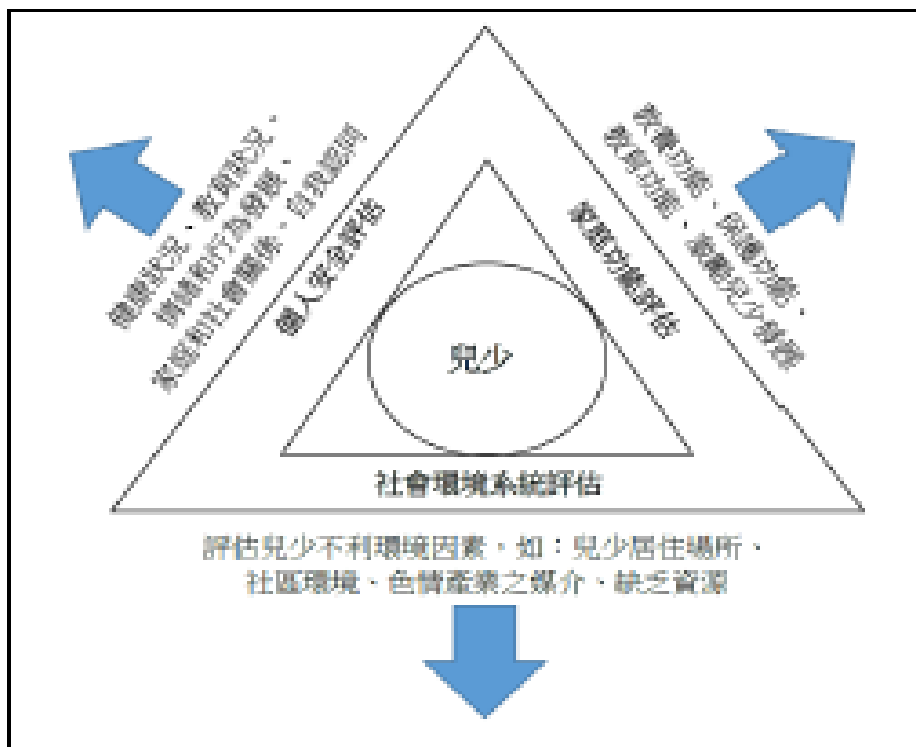 健康狀況、教育狀況、
情緒和行為發展、
家庭和社會關係、自我認同
個人安全評估
教養功能、保護功能、
教育功能、兒少發展
家庭功能評估
兒少
社會環境系統評估
評估兒少不利環境因素，如：兒少居住場所、
社區環境、色情產業之媒介、缺乏資源